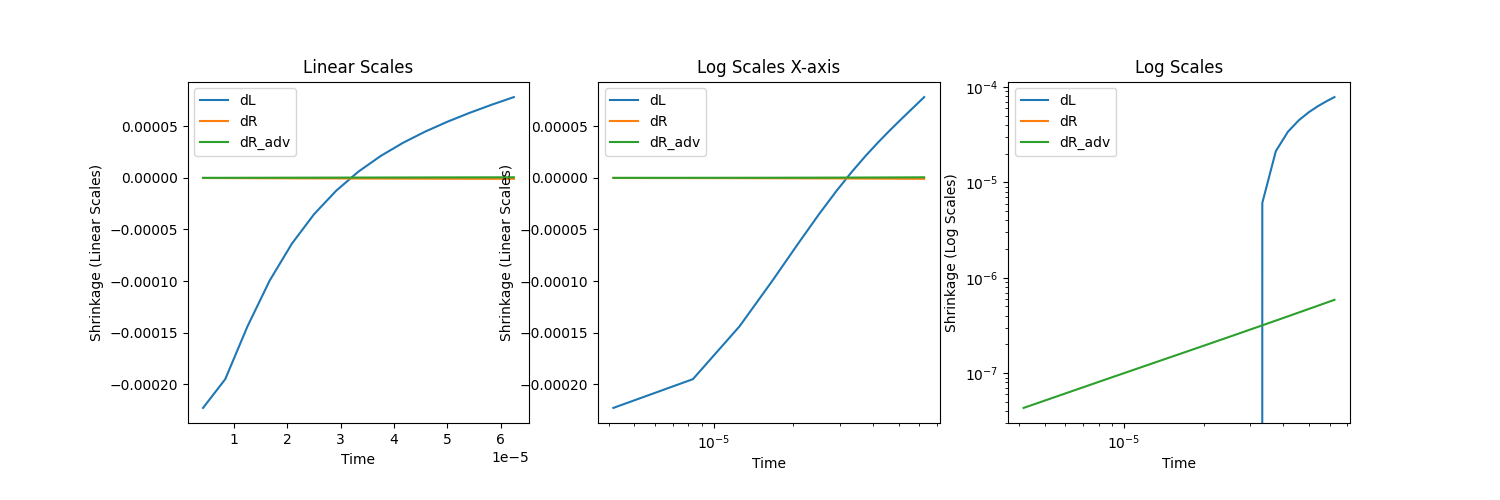 Linear Scales
dL
dR
dR_adv
0.00005
0.00000
−0.00005
−0.00010
−0.00015
−0.00020
Shrinkage (Linear Scales)
1 2 3 4 5 6
1e−5
Time
Log Scales X-axis
dL
dR
dR_adv
0.00005
0.00000
−0.00005
−0.00010
−0.00015
−0.00020
Shrinkage (Linear Scales)
10⁻⁵
Time
Log Scales
dL
dR
dR_adv
10⁻⁴
10⁻⁵
10⁻⁶
10⁻⁷
Shrinkage (Log Scales)
10⁻⁵
Time